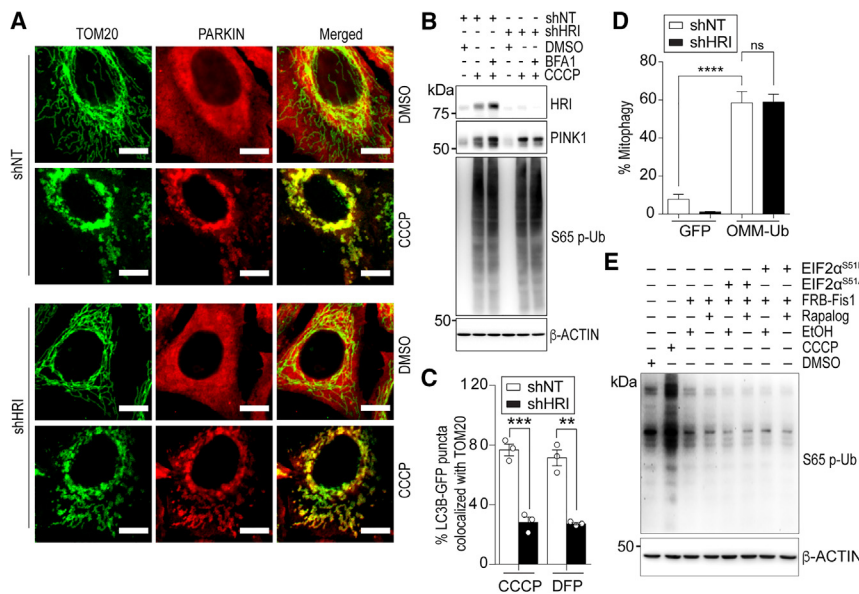 A
TOM20 PARKIN Merged
shNT
DMSO
CCCP
shHRI
DMSO
CCCP
B
– + + + – – – shNT
shHRI
DMSO
BFA1
CCCP
kDa
75
HRI
50
PINK1
S65 p-Ub
50
β-ACTIN
C
% LC3B-GFP puncta
colocalized with TOM20
120
80
40
0
shNT
shHRI
***
**
CCCP DFP
D
shNT
shHRI
% Mitophagy
80
60
40
20
0
****
ns
GFP OMM-Ub
E
– – – – – – + + EIF2α
– – – – + + – – EIF2α
– – + + + + + + FRB-Fis1
– – – + – + – + Rapalog
– – + – + – + – EtOH
– + – – – – – – CCCP
+ – – – – – – – DMSO
kDa
S65 p-Ub
50
β-ACTIN